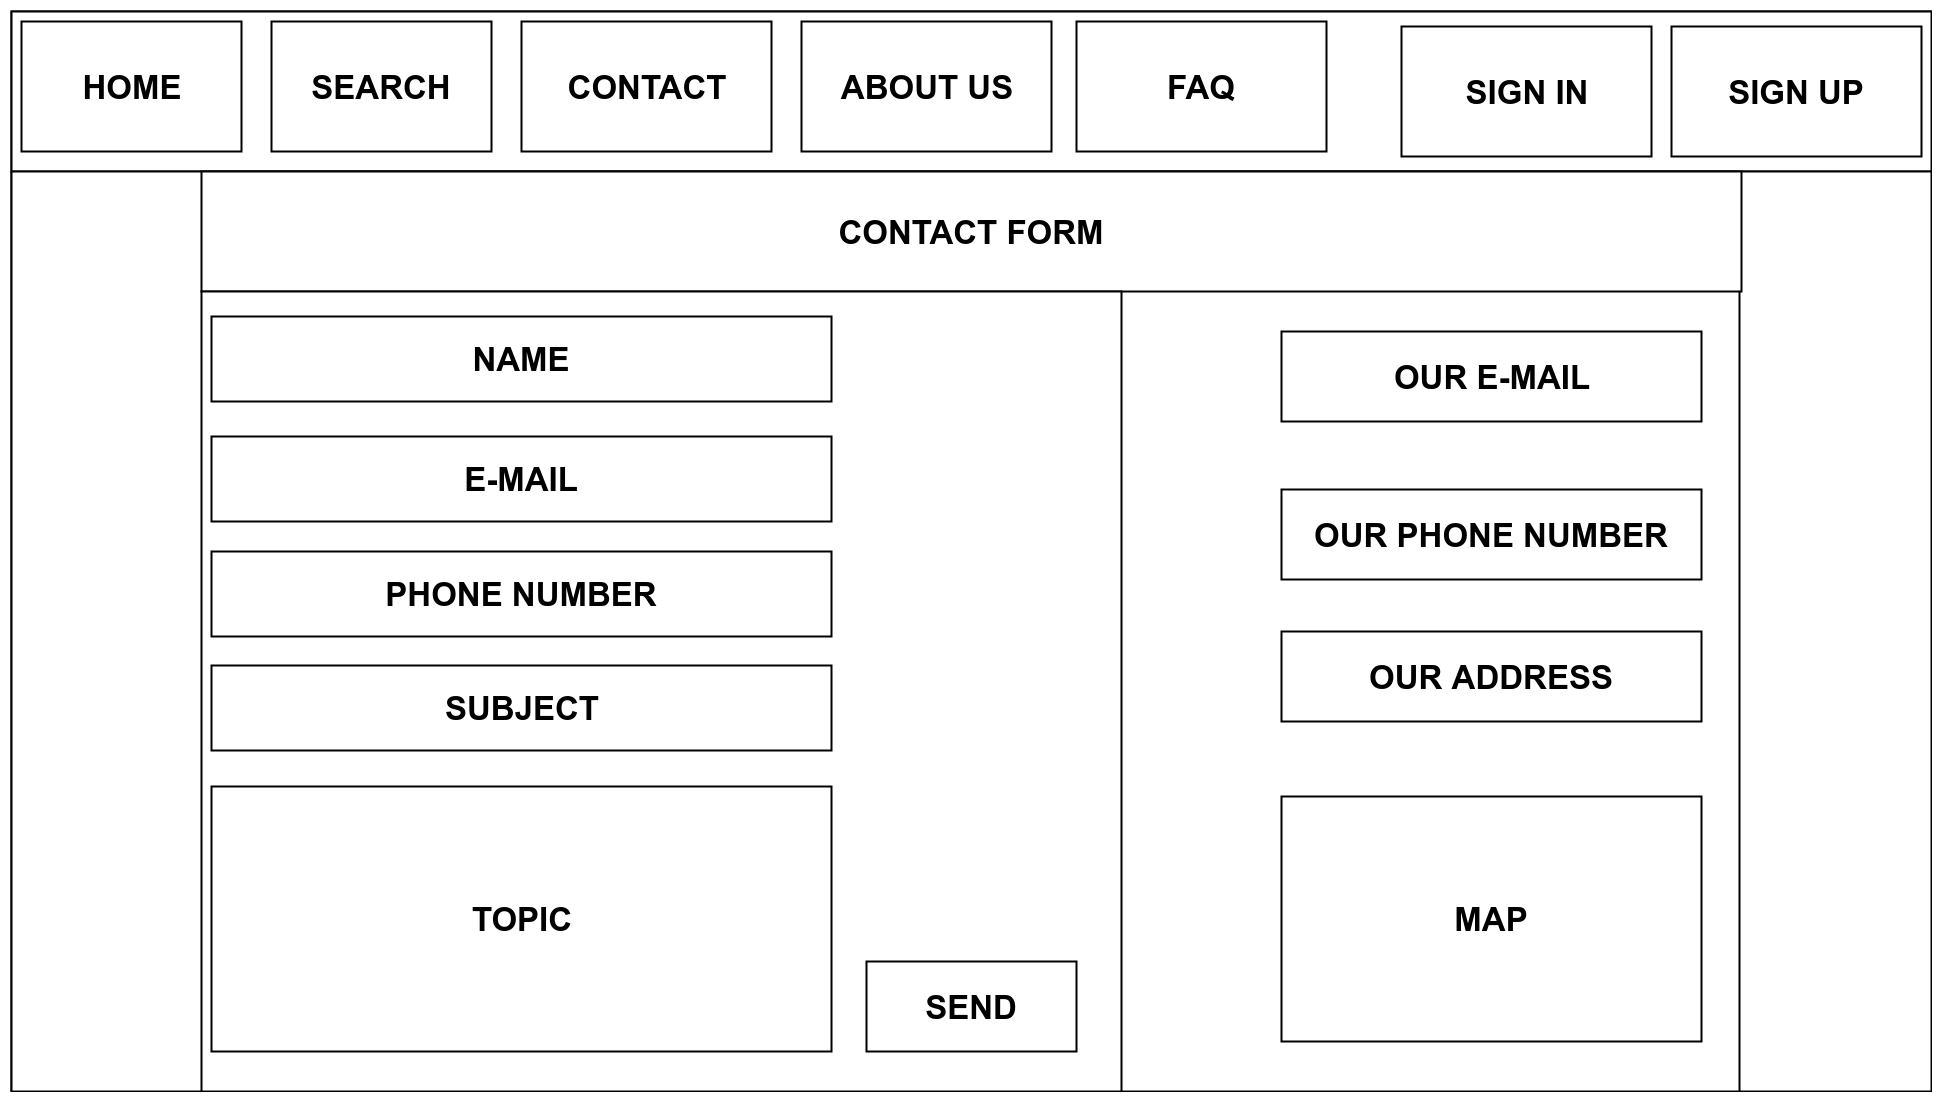 HOME
SEARCH
CONTACT
ABOUT US
FAQ
SIGN IN
SIGN UP
CONTACT FORM
NAME
E-MAIL
PHONE NUMBER
SUBJECT
TOPIC
SEND
OUR E-MAIL
OUR PHONE NUMBER
OUR ADDRESS
MAP